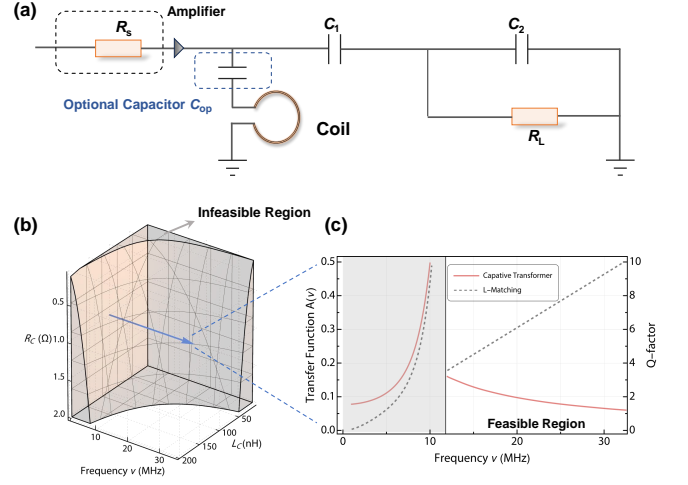 (a)
Amplifier
Rs
C1
C2
Optional Capacitor Cop
Coil
RL
(b)
Infeasible Region
0.5
RC (Ω) 1.0
1.5
2.0
10
20
30
Frequency v (MHz)
50
100
150
200
LC(nH)
(c)
0.5
0.4
0.3
0.2
0.1
0.0
Transfer Function A(v)
Capative Transformer
L-Matching
10
8
6
4
2
0
Q-factor
Feasible Region
0
10
20
30
Frequency v (MHz)